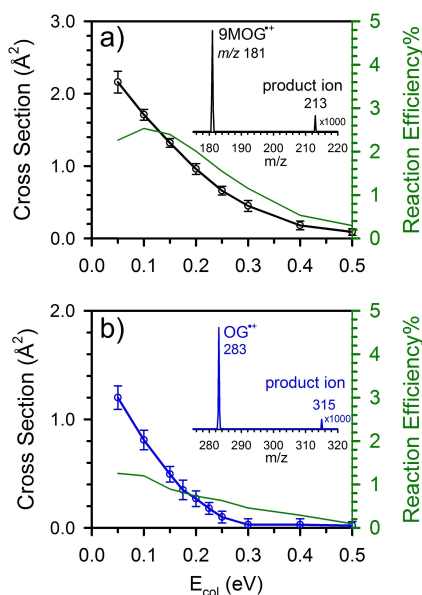 a)
3.0
2.0
1.0
0.0
Cross Section (Å²)
9MOG•+
m/z 181
product ion
213
x1000
180 190 200 210 220
m/z
5
4
3
2
1
0
Reaction Efficiency%
0.0 0.1 0.2 0.3 0.4 0.5
b)
2.0
1.0
0.0
Cross Section (Å²)
OG•+
283
product ion
315
x1000
280 290 300 310 320
m/z
5
4
3
2
1
0
Reaction Efficiency%
0.0 0.1 0.2 0.3 0.4 0.5
Ecol (eV)